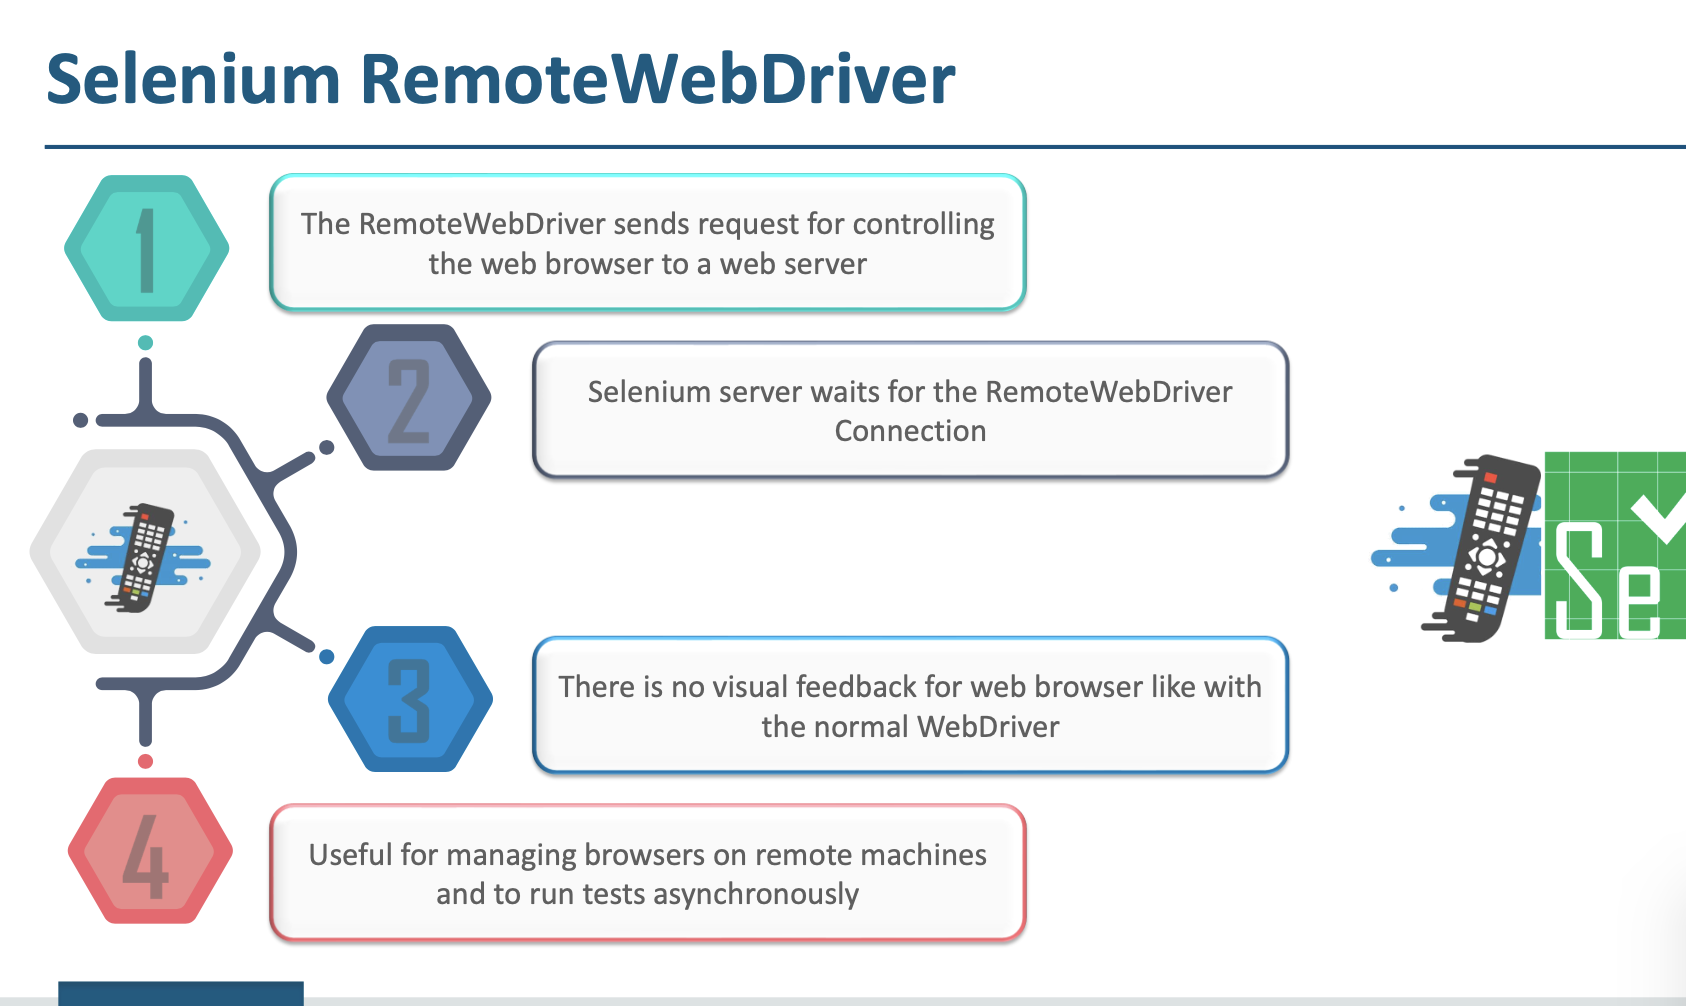 Selenium RemoteWebDriver
1
The RemoteWebDriver sends request for controlling
the web browser to a web server
2
Selenium server waits for the RemoteWebDriver
Connection
3
There is no visual feedback for web browser like with
the normal WebDriver
4
Useful for managing browsers on remote machines
and to run tests asynchronously
Se